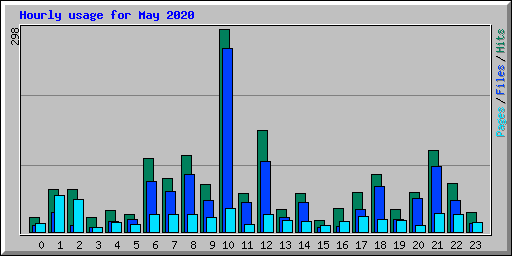 Hourly usage for May 2020
298
Pages/Files/Hits
0 1 2 3 4 5 6 7 8 9 10 11 12 13 14 15 16 17 18 19 20 21 22 23